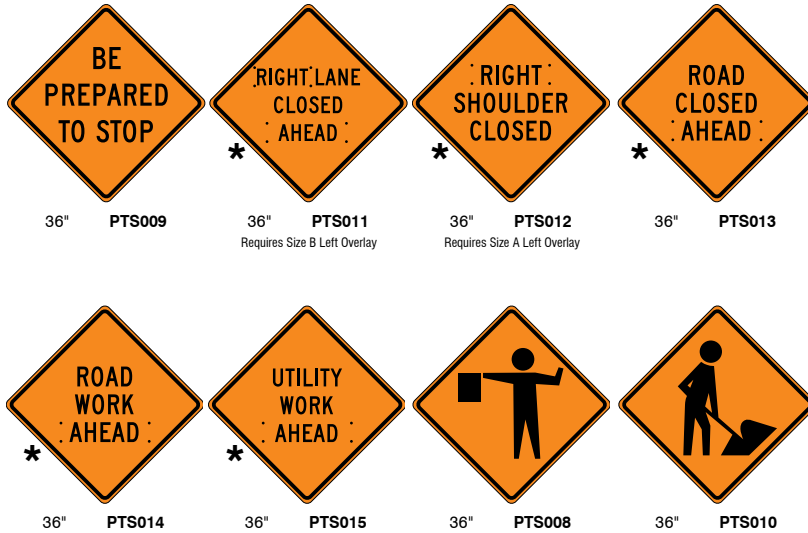 BE
PREPARED
TO STOP
36" PTS009
RIGHT LANE
CLOSED
AHEAD
*
36" PTS011
Requires Size B Left Overlay
RIGHT
SHOULDER
CLOSED
*
36" PTS012
Requires Size A Left Overlay
ROAD
CLOSED
AHEAD
*
36" PTS013
ROAD
WORK
AHEAD
*
36" PTS014
UTILITY
WORK
AHEAD
*
36" PTS015
36" PTS008
36" PTS010